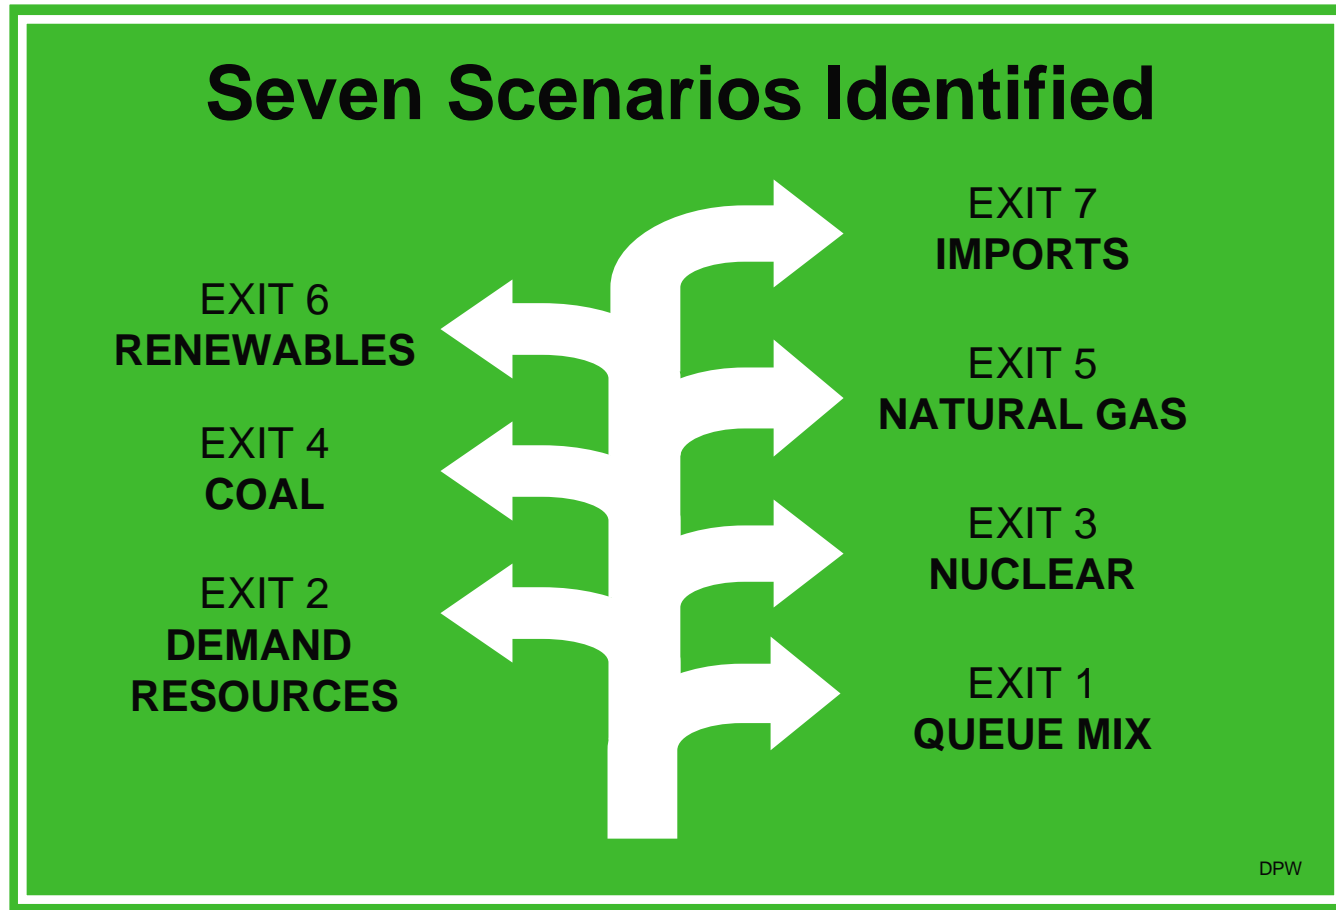 Seven Scenarios Identified
EXIT 7
IMPORTS
EXIT 6
RENEWABLES
EXIT 5
NATURAL GAS
EXIT 4
COAL
EXIT 3
NUCLEAR
EXIT 2
DEMAND
RESOURCES
EXIT 1
QUEUE MIX
DPW